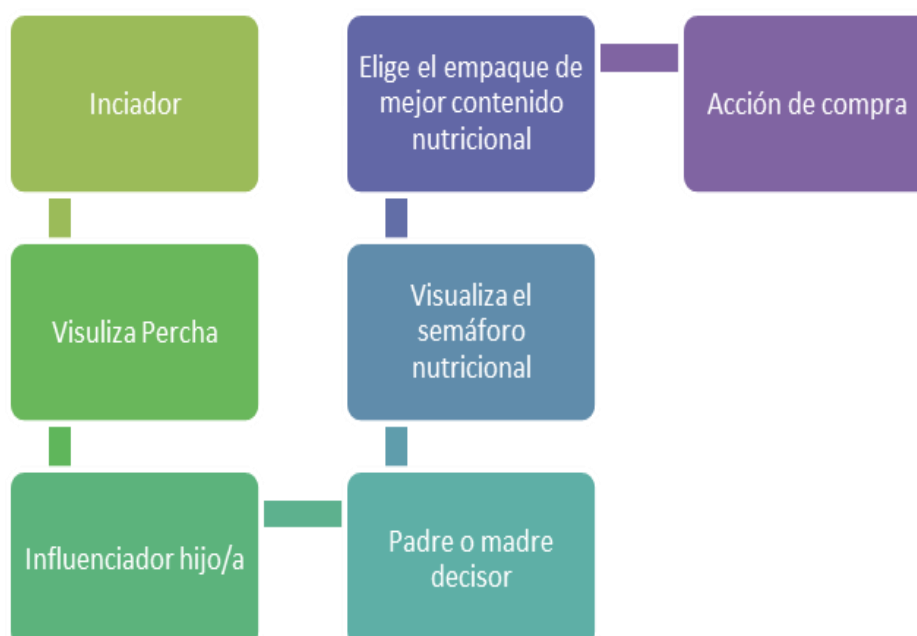 Inciador
Visuliza Percha
Influenciador hijo/a
Padre o madre
decisor
Visualiza el
semáforo
nutricional
Elige el empaque de
mejor contenido
nutricional
Acción de compra